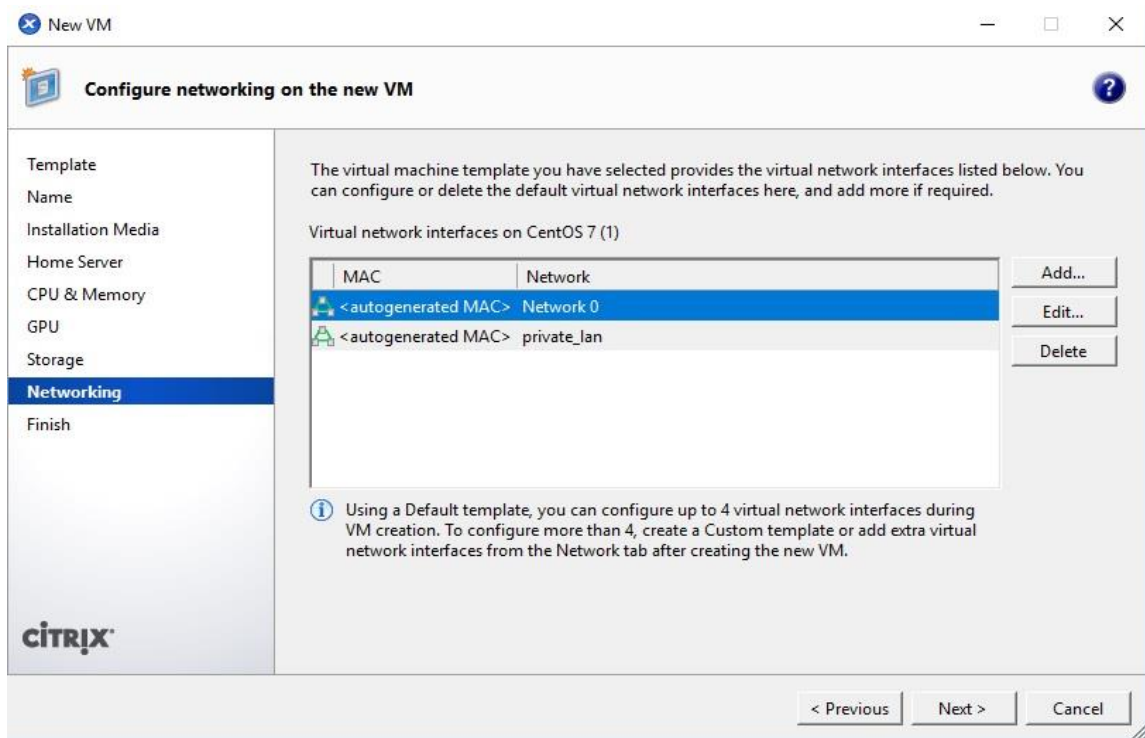 New VM
Configure networking on the new VM
?
Template
Name
Installation Media
Home Server
CPU & Memory
GPU
Storage
Networking
Finish
The virtual machine template you have selected provides the virtual network interfaces listed below. You
can configure or delete the default virtual network interfaces here, and add more if required.
Virtual network interfaces on CentOS 7 (1)
MAC Network
<autogenerated MAC> Network 0
<autogenerated MAC> private_lan
Add...
Edit...
Delete
Using a Default template, you can configure up to 4 virtual network interfaces during
VM creation. To configure more than 4, create a Custom template or add extra virtual
network interfaces from the Network tab after creating the new VM.
CITRIX
< Previous Next > Cancel